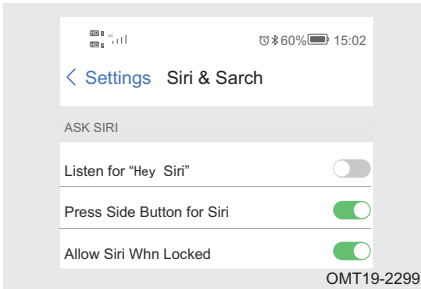 60% 15:02
Settings Siri & Sarch
ASK SIRI
Listen for “Hey Siri”
Press Side Button for Siri
Allow Siri Whn Locked
OMT19-2299